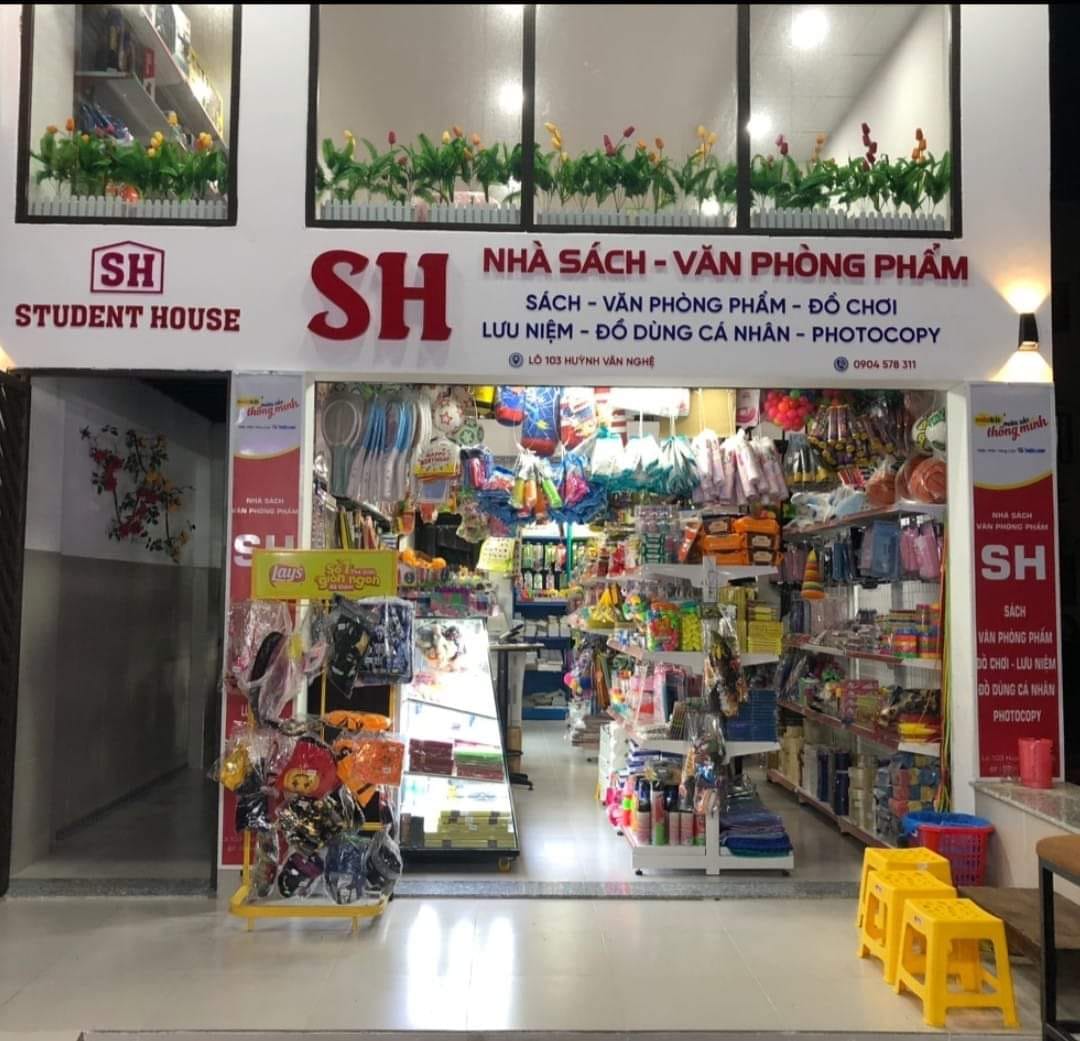 SH
STUDENT HOUSE
SH
NHÀ SÁCH - VĂN PHÒNG PHẨM
SÁCH - VĂN PHÒNG PHẨM - ĐỒ CHƠI
LƯU NIỆM - ĐỒ DÙNG CÁ NHÂN - PHOTOCOPY
LÔ 103 HUỲNH VĂN NGHỆ
0904 578 311
thông minh
NHÀ SÁCH
VĂN PHÒNG PHẨM
SH
Lay's
giòn ngon
thông minh
NHÀ SÁCH
VĂN PHÒNG PHẨM
SH
SÁCH
VĂN PHÒNG PHẨM
ĐỒ CHƠI - LƯU NIỆM
ĐỒ DÙNG CÁ NHÂN
PHOTOCOPY